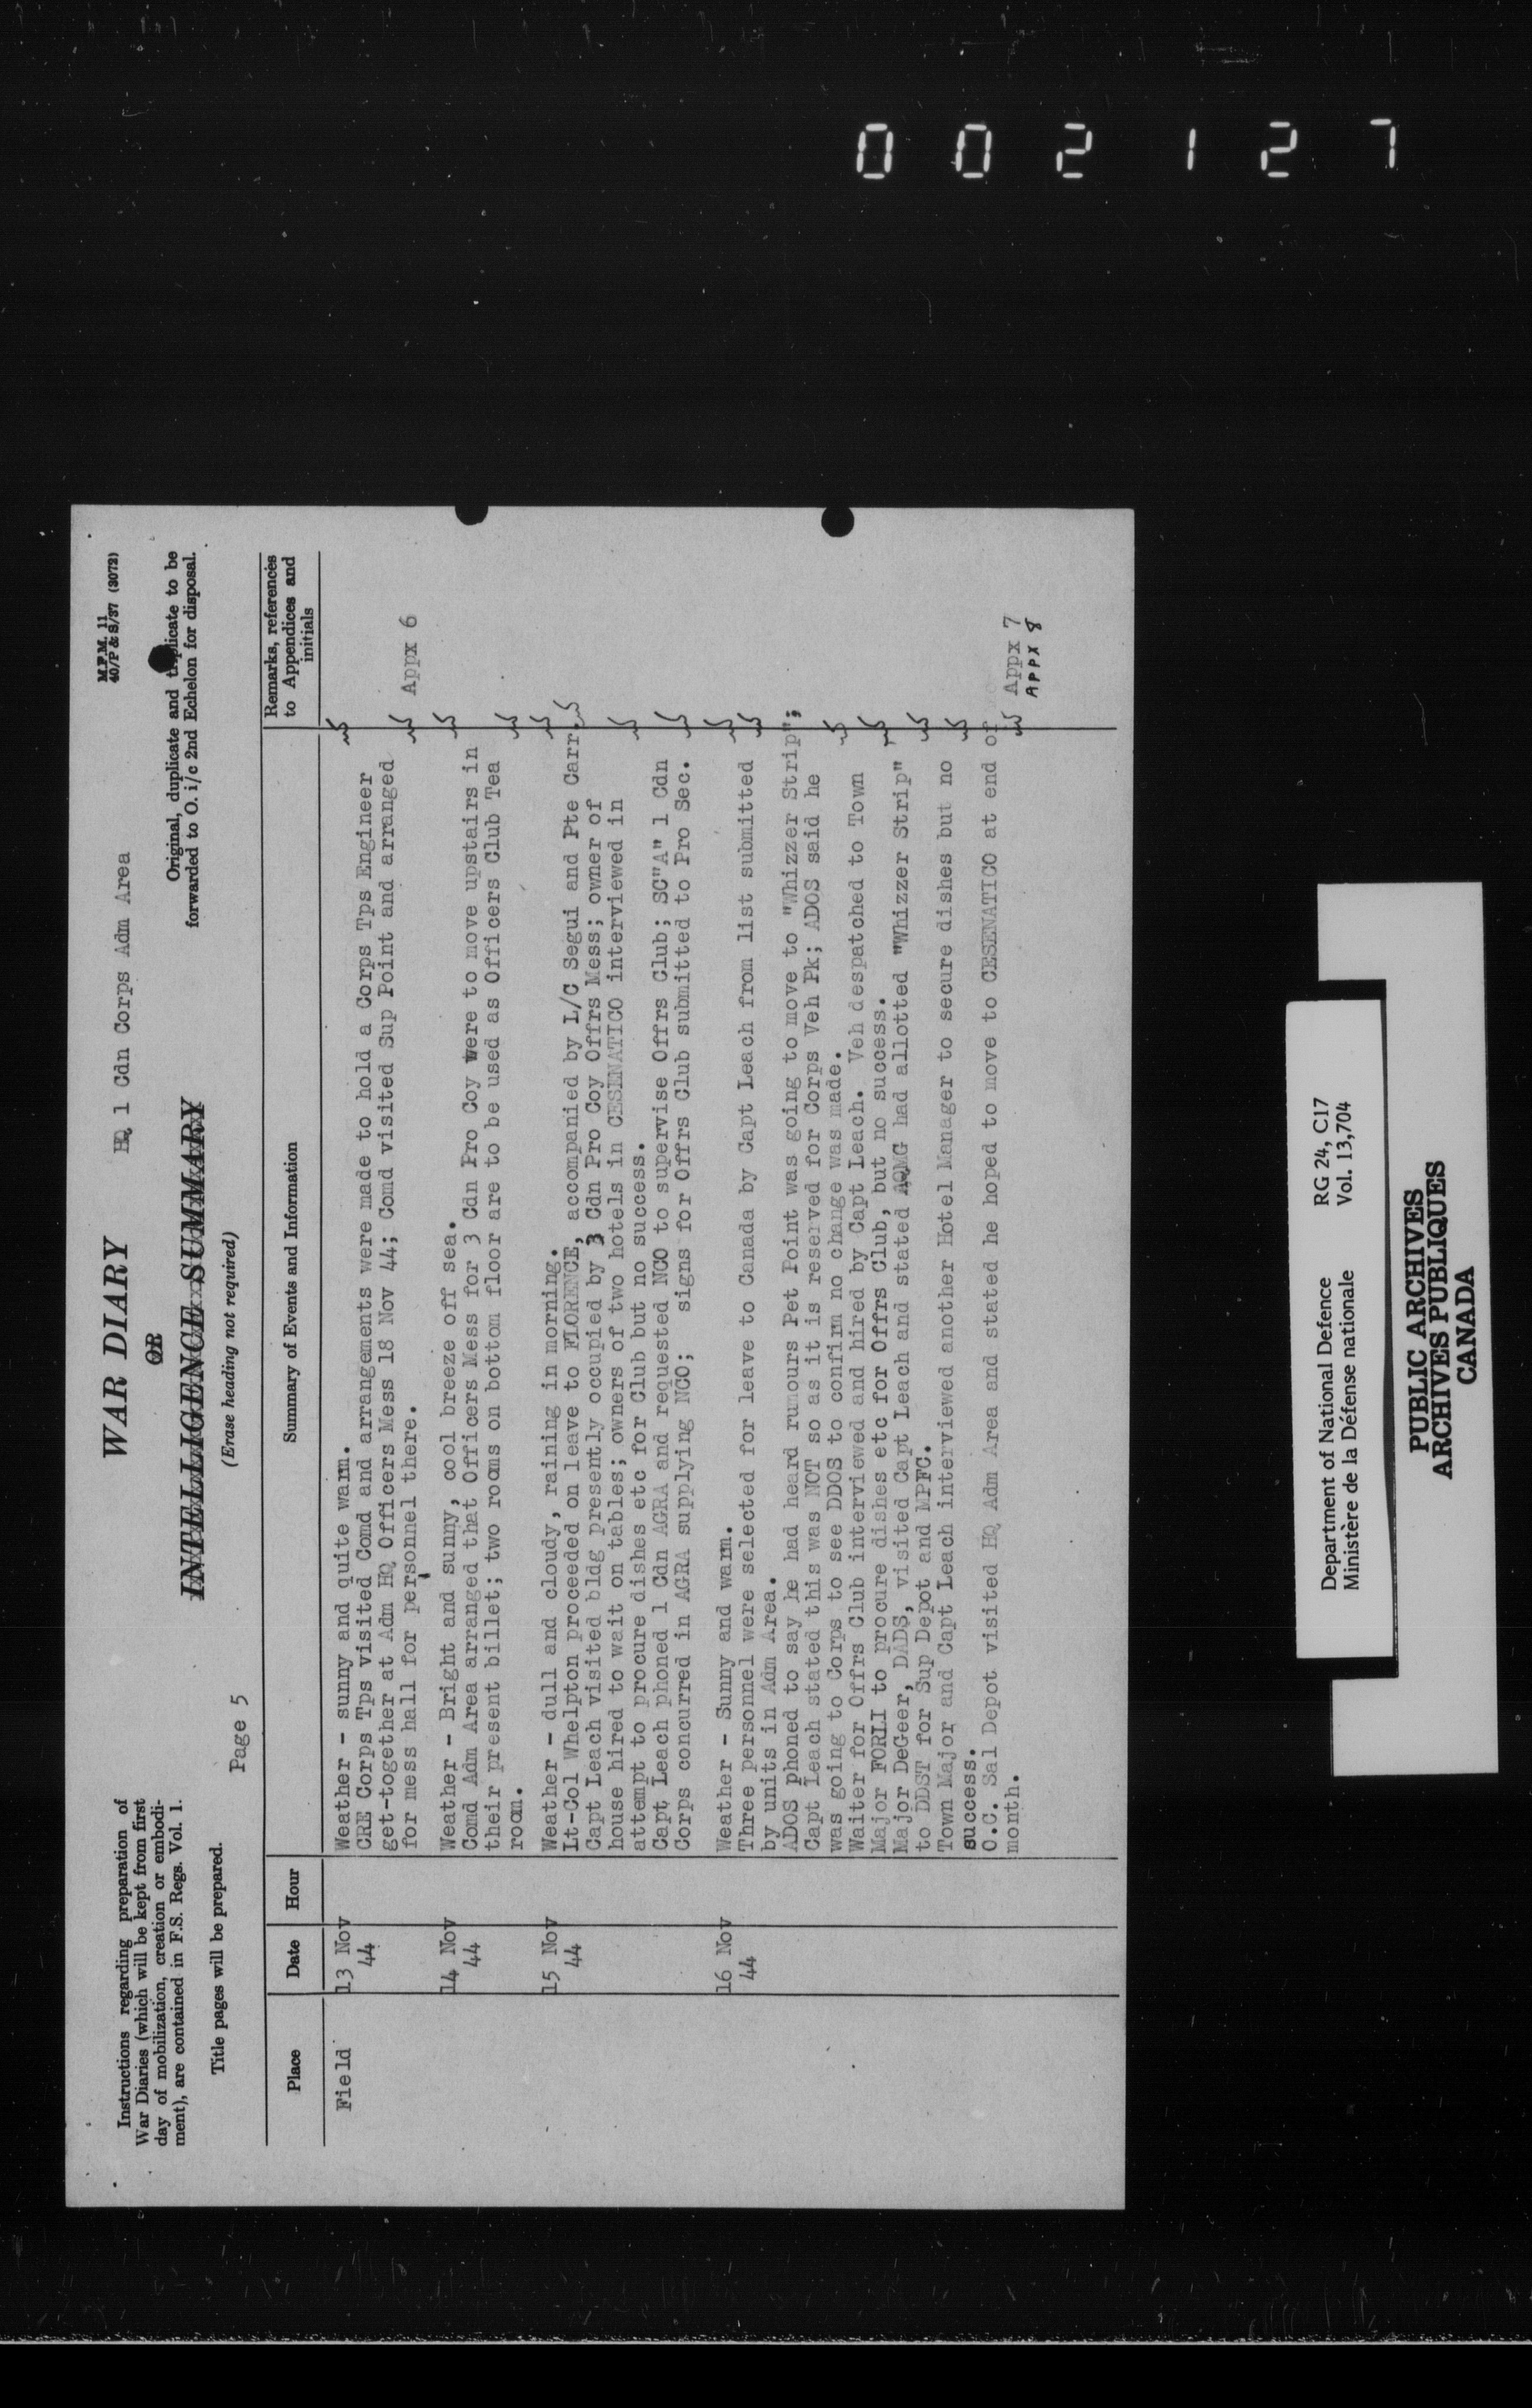 002127
Instructions regarding preparation of
War Diaries (which will be kept from first
day of mobilization, creation or embodi-
ment), are contained in F.S. Regs. Vol. 1.
Title pages will be prepared.
Page 5
WAR DIARY
OR
INTELLIGENCE SUMMARY
(Erase heading not required)
HQ 1 Cdn Corps Adm Area
M.F.M. 11
40/P & S/37 (3072)
Original, duplicate and triplicate to be
forwarded to O. i/c 2nd Echelon for disposal.
Place Date Hour Summary of Events and Information Remarks, references
to Appendices and
initials
Field 13 Nov Weather - sunny and quite warm.
44 CRE Corps Tps visited Comd and arrangements were made to hold a Corps Tps Engineer
get-together at Adm HQ Officers Mess 18 Nov 44; Comd visited Sup Point and arranged
for mess hall for personnel there. Appx 6
14 Nov Weather - Bright and sunny, cool breeze off sea.
44 Comd Adm Area arranged that Officers Mess for 3 Cdn Pro Coy were to move upstairs in
their present billet; two rooms on bottom floor are to be used as Officers Club Tea
room.
15 Nov Weather - dull and cloudy, raining in morning.
44 Lt-Col Whelpton proceeded on leave to FLORENCE, accompanied by L/C Segui and Pte Carr.
Capt Leach visited bldg presently occupied by 3 Cdn Pro Coy Offrs Mess; owner of
house hired to wait on tables; owners of two hotels in CESENATICO interviewed in
attempt to procure dishes etc for Club but no success.
Capt Leach phoned 1 Cdn AGRA and requested NCO to supervise Offrs Club; SC"A" 1 Cdn
Corps concurred in AGRA supplying NCO; signs for Offrs Club submitted to Pro Sec.
16 Nov Weather - Sunny and warm.
44 Three personnel were selected for leave to Canada by Capt Leach from list submitted
by units in Adm Area.
ADOS phoned to say he had heard rumours Pet Point was going to move to "Whizzer Strip";
Capt Leach stated this was NOT so as it is reserved for Corps Veh Pk; ADOS said he
was going to Corps to see DDOS to confirm no change was made.
Waiter for Offrs Club interviewed and hired by Capt Leach. Veh despatched to Town
Major FORLI to procure dishes etc for Offrs Club, but no success.
Major DeGeer, DADS, visited Capt Leach and stated AQMG had allotted "Whizzer Strip"
to DDST for Sup Depot and MPFC.
Town Major and Capt Leach interviewed another Hotel Manager to secure dishes but no
success.
O.C. Sal Depot visited HQ Adm Area and stated he hoped to move to CESENATICO at end of
month. Appx 7
APPX 8
Department of National Defence RG 24, C17
Ministère de la Défense nationale Vol. 13,704
PUBLIC ARCHIVES
ARCHIVES PUBLIQUES
CANADA